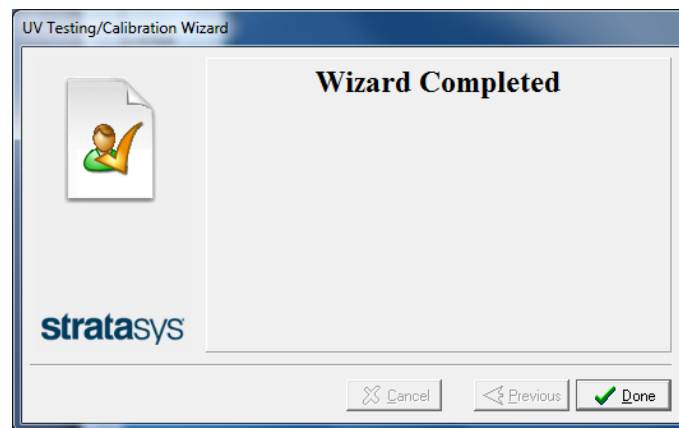 UV Testing/Calibration Wizard
Wizard Completed
stratasys
Cancel
Previous
Done